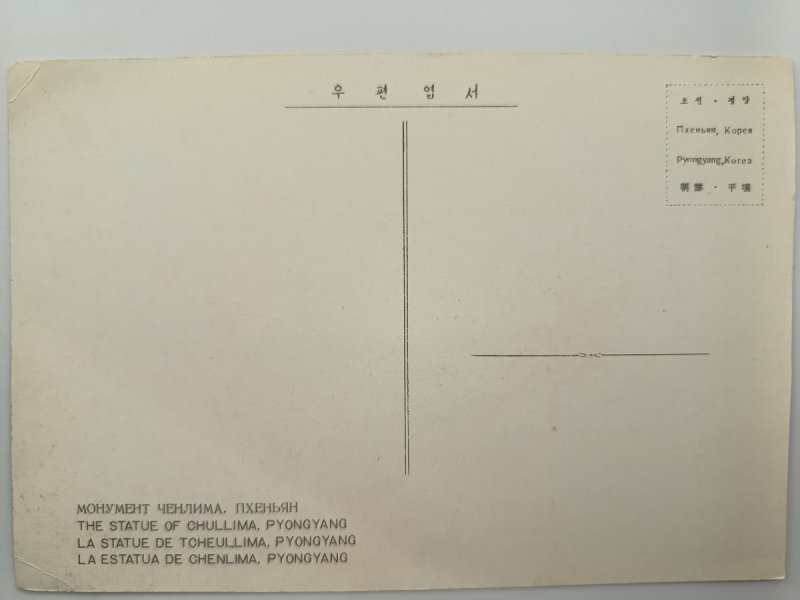 우 편 엽 서
조 선 · 평 양
Пхеньян, Корея
Pyongyang,Korea
朝鮮 · 平壤
МОНУМЕНТ ЧЕНЛИМА, ПХЕНЬЯН
THE STATUE OF CHULLIMA, PYONGYANG
LA STATUE DE TCHEULLIMA, PYONGYANG
LA ESTATUA DE CHENLIMA, PYONGYANG